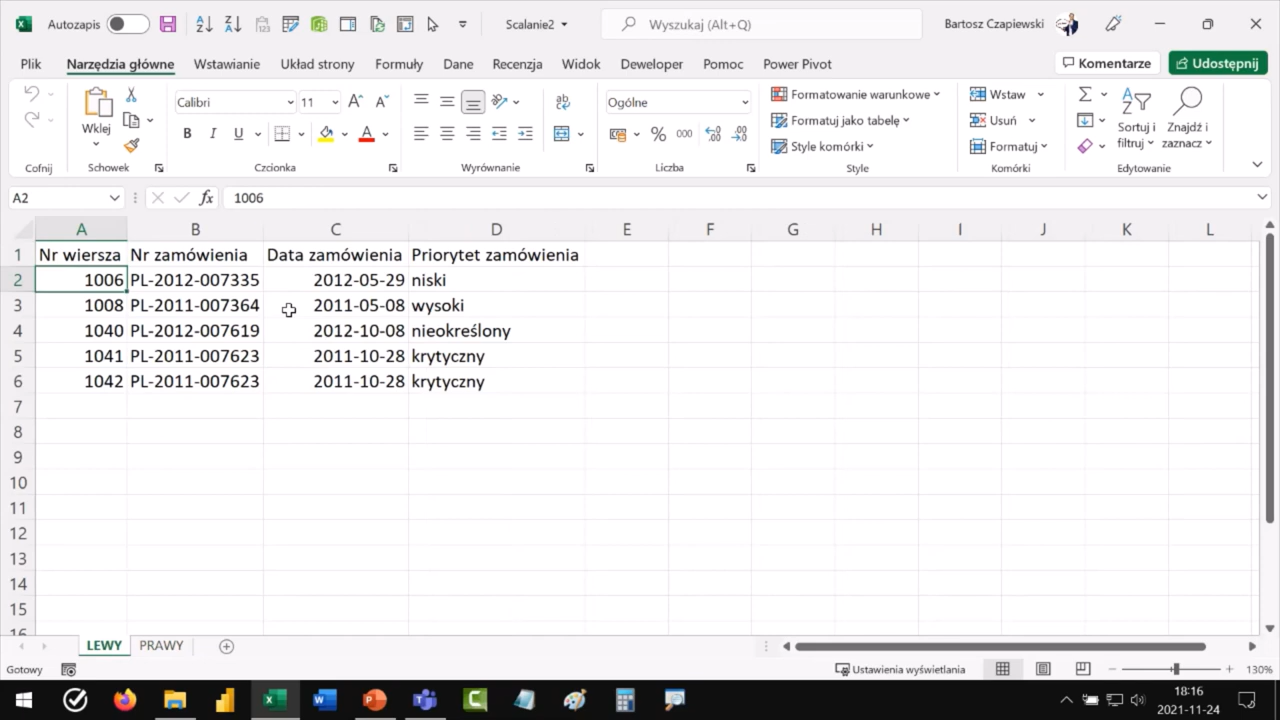 Autozapis
Scalanie2
Wyszukaj (Alt+Q)
Bartosz Czapiewski
Plik Narzędzia główne Wstawianie Układ strony Formuły Dane Recenzja Widok Deweloper Pomoc Power Pivot Komentarze Udostępnij
Wklej
Calibri 11
Ogólne
Formatowanie warunkowe
Formatuj jako tabelę
Style komórki
Wstaw
Usuń
Formatuj
Sortuj i filtruj
Znajdź i zaznacz
Cofnij Schowek Czcionka Wyrównanie Liczba Style Komórki Edytowanie
A2 fx 1006
A B C D E F G H I J K L
1 Nr wiersza Nr zamówienia Data zamówienia Priorytet zamówienia
2 1006 PL-2012-007335 2012-05-29 niski
3 1008 PL-2011-007364 2011-05-08 wysoki
4 1040 PL-2012-007619 2012-10-08 nieokreślony
5 1041 PL-2011-007623 2011-10-28 krytyczny
6 1042 PL-2011-007623 2011-10-28 krytyczny
7
8
9
10
11
12
13
14
15
16
LEWY PRAWY
Gotowy Ustawienia wyświetlania 130%
18:16
2021-11-24